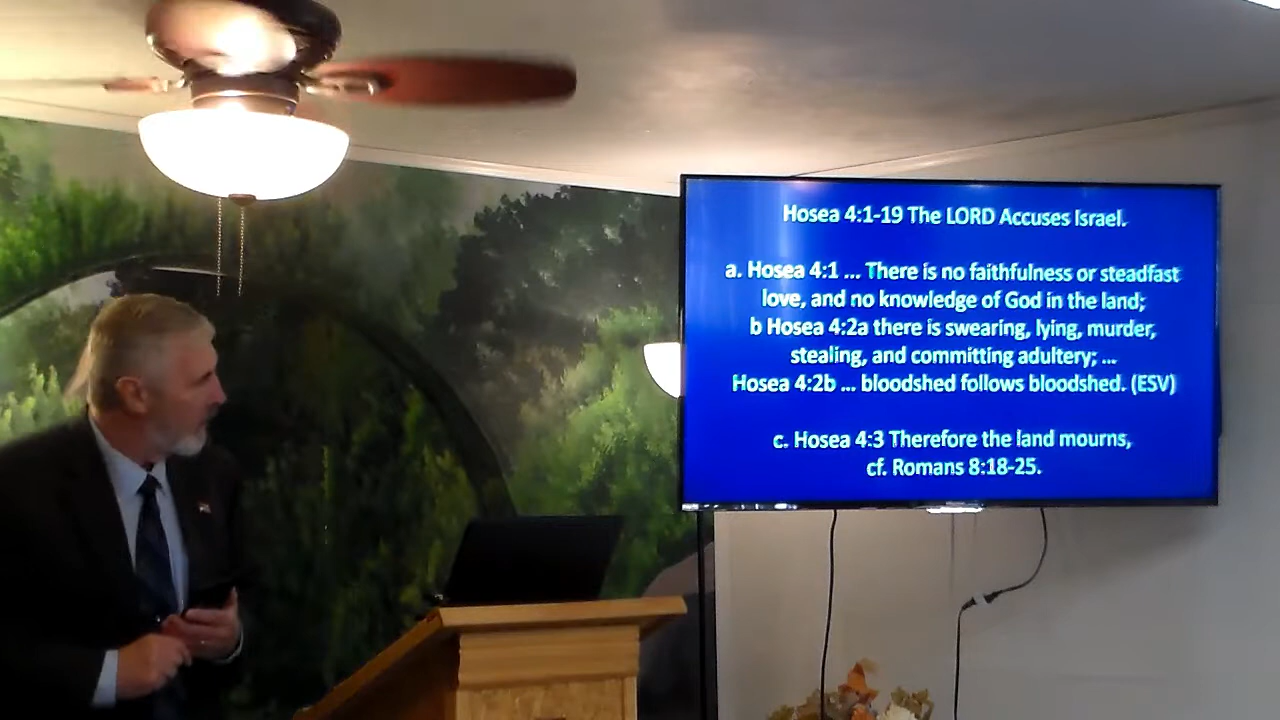 Hosea 4:1-19 The LORD Accuses Israel.
a. Hosea 4:1 ... There is no faithfulness or steadfast
love, and no knowledge of God in the land;
b Hosea 4:2a there is swearing, lying, murder,
stealing, and committing adultery; ...
Hosea 4:2b ... bloodshed follows bloodshed. (ESV)
c. Hosea 4:3 Therefore the land mourns,
cf. Romans 8:18-25.